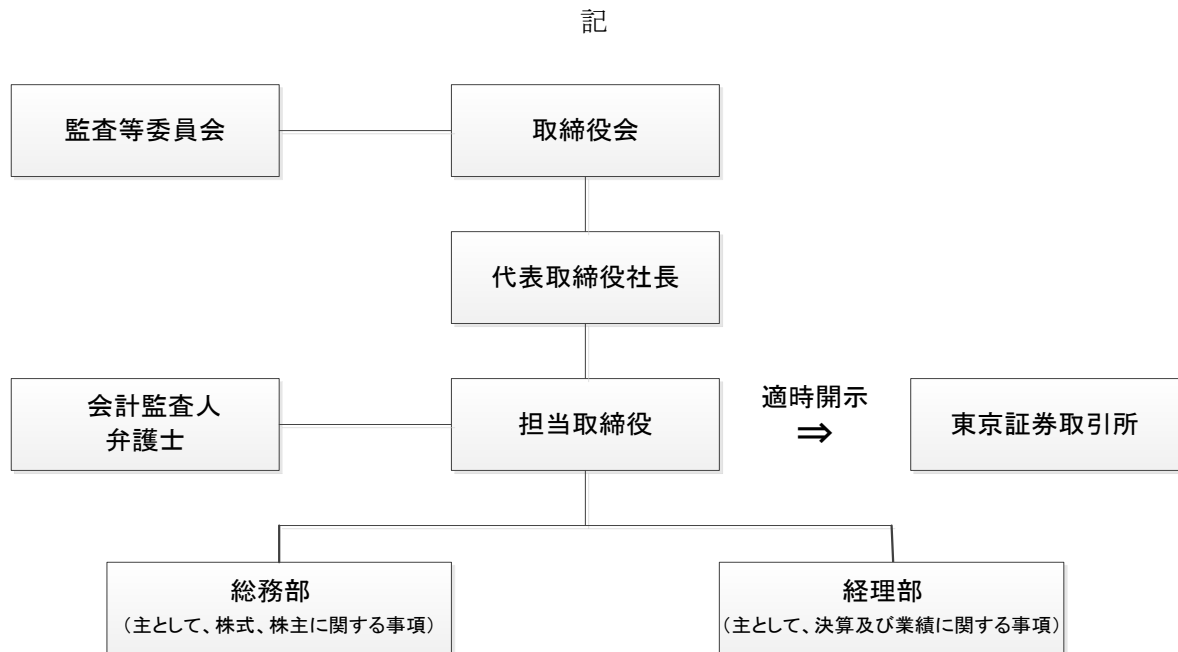 記
監査等委員会
取締役会
代表取締役社長
会計監査人
弁護士
担当取締役
適時開示
⇒
東京証券取引所
総務部
（主として、株式、株主に関する事項）
経理部
（主として、決算及び業績に関する事項）